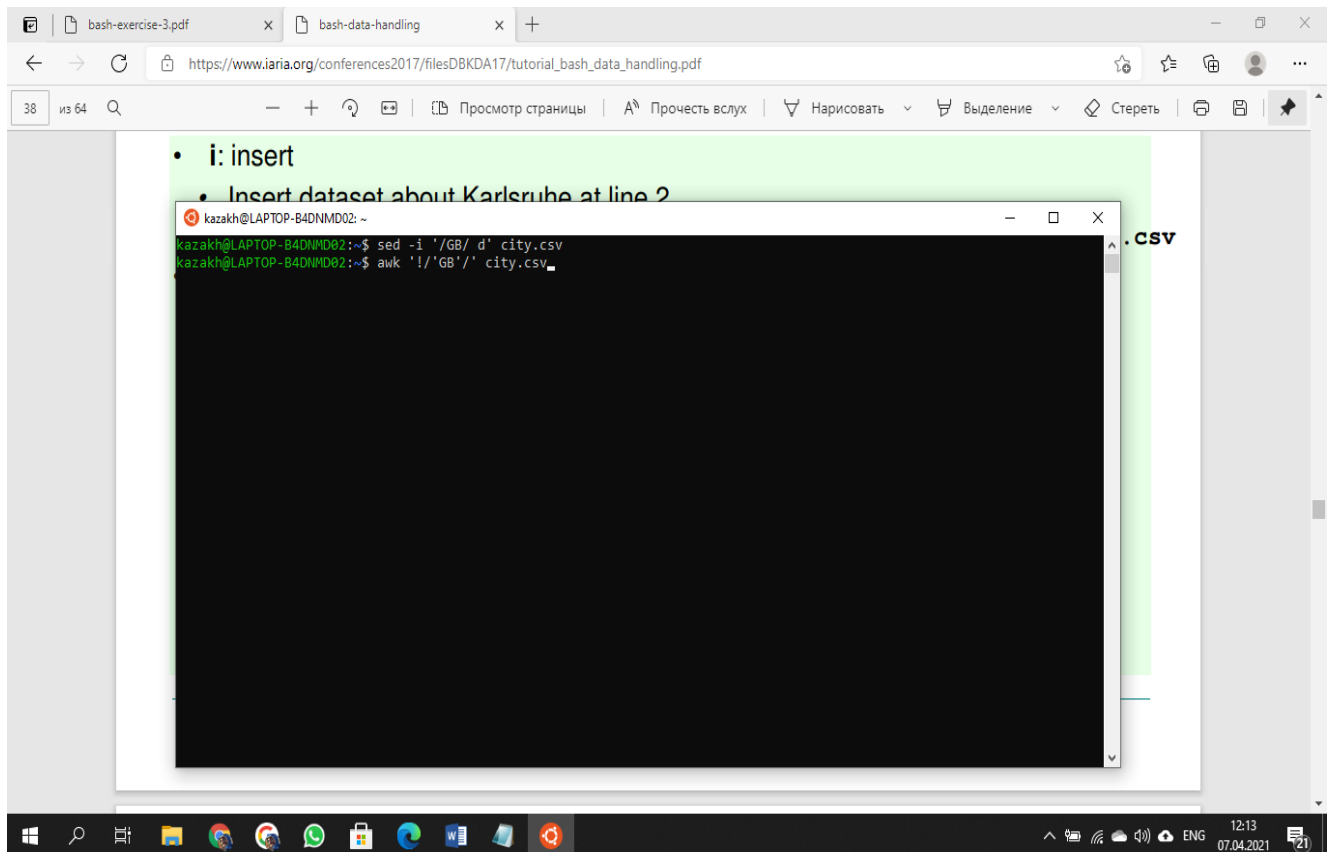 bash-exercise-3.pdf
bash-data-handling
https://www.iaria.org/conferences2017/filesDBKDA17/tutorial_bash_data_handling.pdf
38 из 64 Просмотр страницы Прочесть вслух Нарисовать Выделение Стереть
• i: insert
• Insert dataset about Karlsruhe at line 2
kazakh@LAPTOP-B4DNMD02: ~
.csv
kazakh@LAPTOP-B4DNMD02:~$ sed -i '/GB/ d' city.csv
kazakh@LAPTOP-B4DNMD02:~$ awk '!/'GB'/' city.csv
ENG
12:13
07.04.2021
21